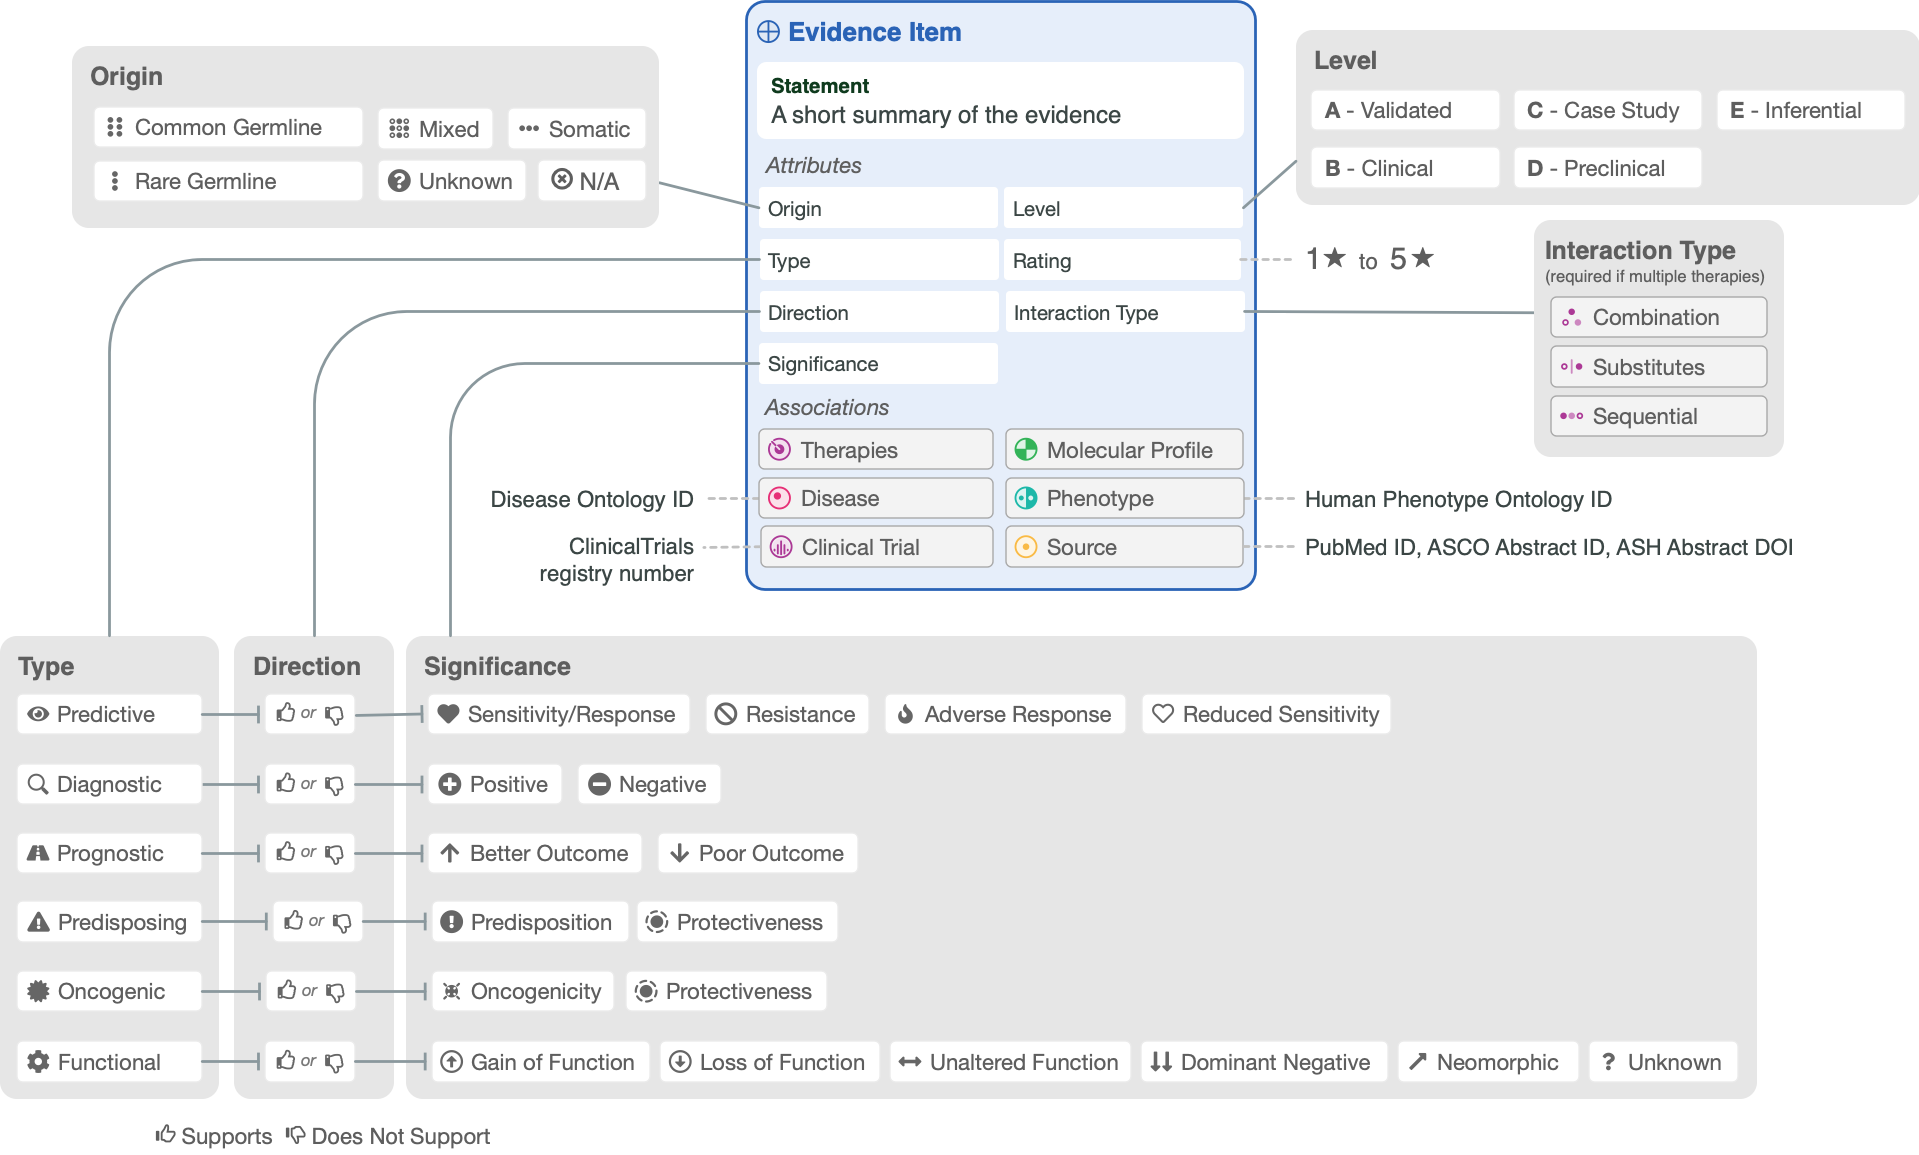 Evidence Item
Statement
A short summary of the evidence
Attributes
Origin
Level
Type
Rating
Direction
Interaction Type
Significance
Associations
Therapies
Molecular Profile
Disease
Phenotype
Clinical Trial
Source
Origin
Common Germline
Mixed
Somatic
Rare Germline
Unknown
N/A
Level
A - Validated
C - Case Study
E - Inferential
B - Clinical
D - Preclinical
1★ to 5★
Interaction Type
(required if multiple therapies)
Combination
Substitutes
Sequential
Disease Ontology ID
ClinicalTrials
registry number
Human Phenotype Ontology ID
PubMed ID, ASCO Abstract ID, ASH Abstract DOI
Type
Direction
Significance
Predictive
or
Sensitivity/Response
Resistance
Adverse Response
Reduced Sensitivity
Diagnostic
or
Positive
Negative
Prognostic
or
Better Outcome
Poor Outcome
Predisposing
or
Predisposition
Protectiveness
Oncogenic
or
Oncogenicity
Protectiveness
Functional
or
Gain of Function
Loss of Function
Unaltered Function
Dominant Negative
Neomorphic
? Unknown
Supports
Does Not Support